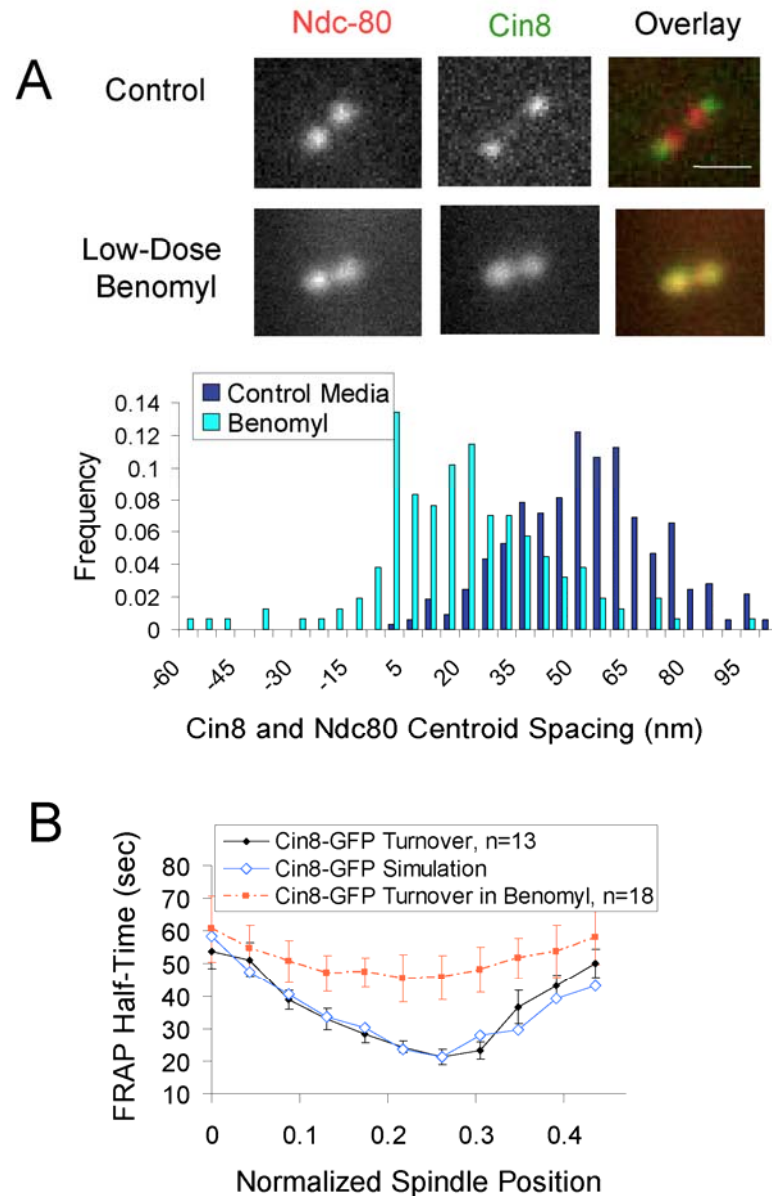 Ndc-80 Cin8 Overlay
A
Control
Low-Dose
Benomyl
Control Media
Benomyl
Frequency
0.14
0.12
0.1
0.08
0.06
0.04
0.02
0
-60 -45 -30 -15 5 20 35 50 65 80 95
Cin8 and Ndc80 Centroid Spacing (nm)
B
Cin8-GFP Turnover, n=13
Cin8-GFP Simulation
Cin8-GFP Turnover in Benomyl, n=18
FRAP Half-Time (sec)
80
70
60
50
40
30
20
10
0 0.1 0.2 0.3 0.4
Normalized Spindle Position